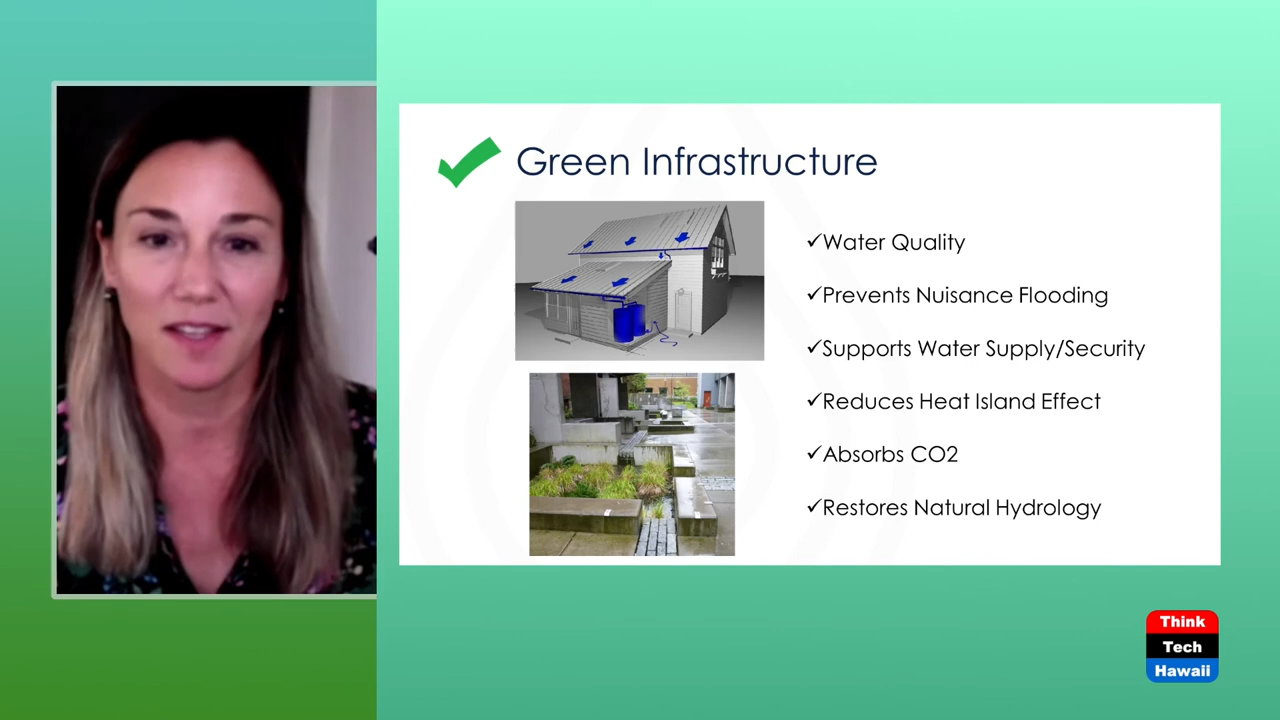 Green Infrastructure
✓Water Quality
✓Prevents Nuisance Flooding
✓Supports Water Supply/Security
✓Reduces Heat Island Effect
✓Absorbs CO2
✓Restores Natural Hydrology
Think
Tech
Hawaii